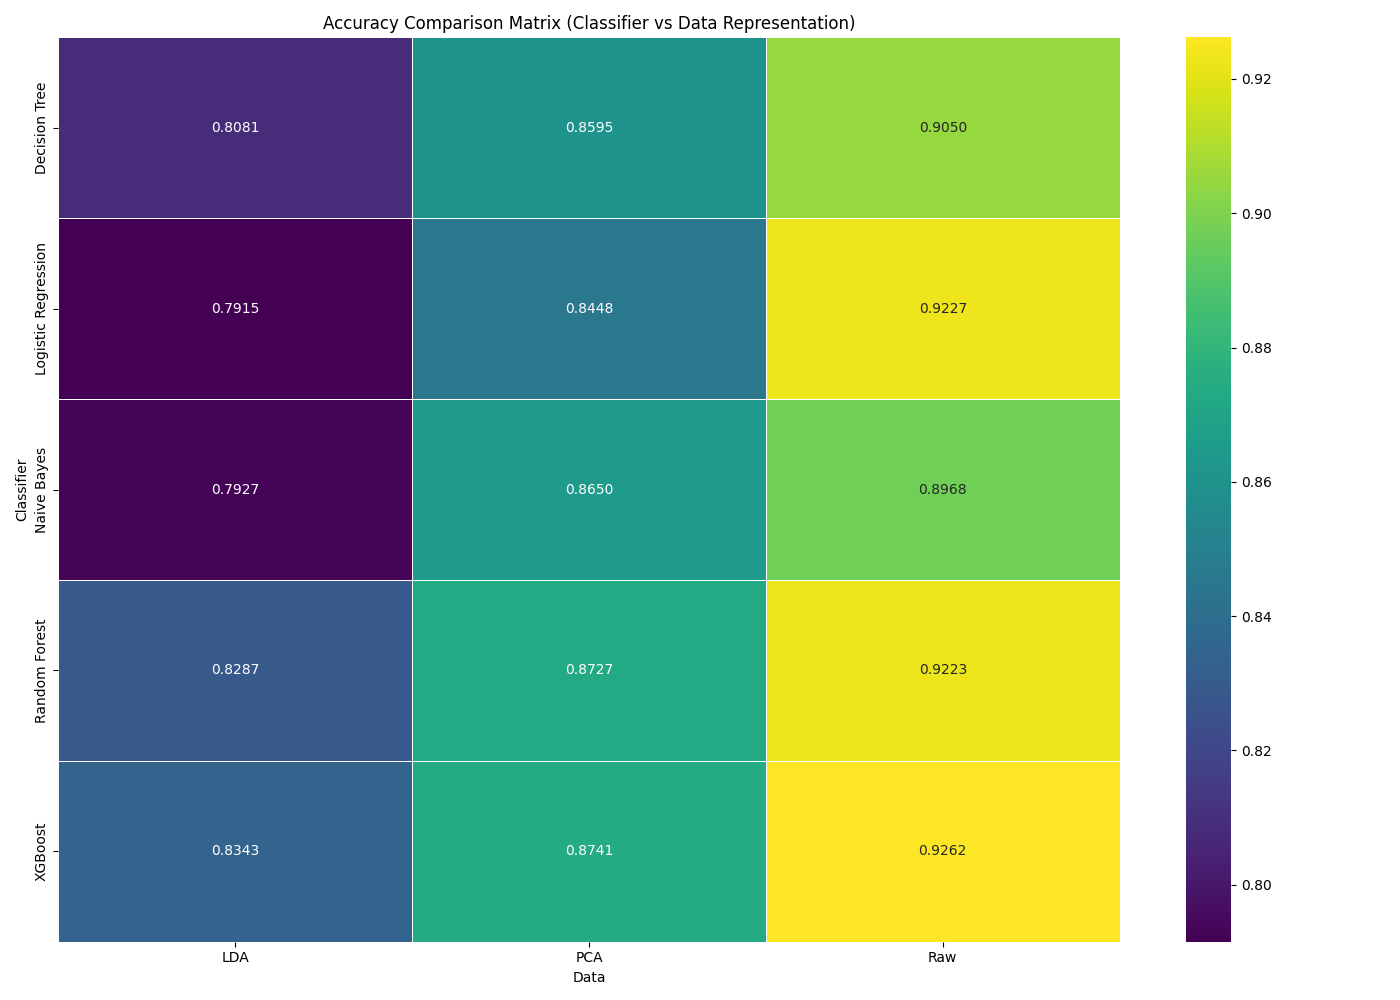 Accuracy Comparison Matrix (Classifier vs Data Representation)
Classifier
Decision Tree
0.8081 0.8595 0.9050
Logistic Regression
0.7915 0.8448 0.9227
Naive Bayes
0.7927 0.8650 0.8968
Random Forest
0.8287 0.8727 0.9223
XGBoost
0.8343 0.8741 0.9262
LDA PCA Raw
Data
0.92
0.90
0.88
0.86
0.84
0.82
0.80